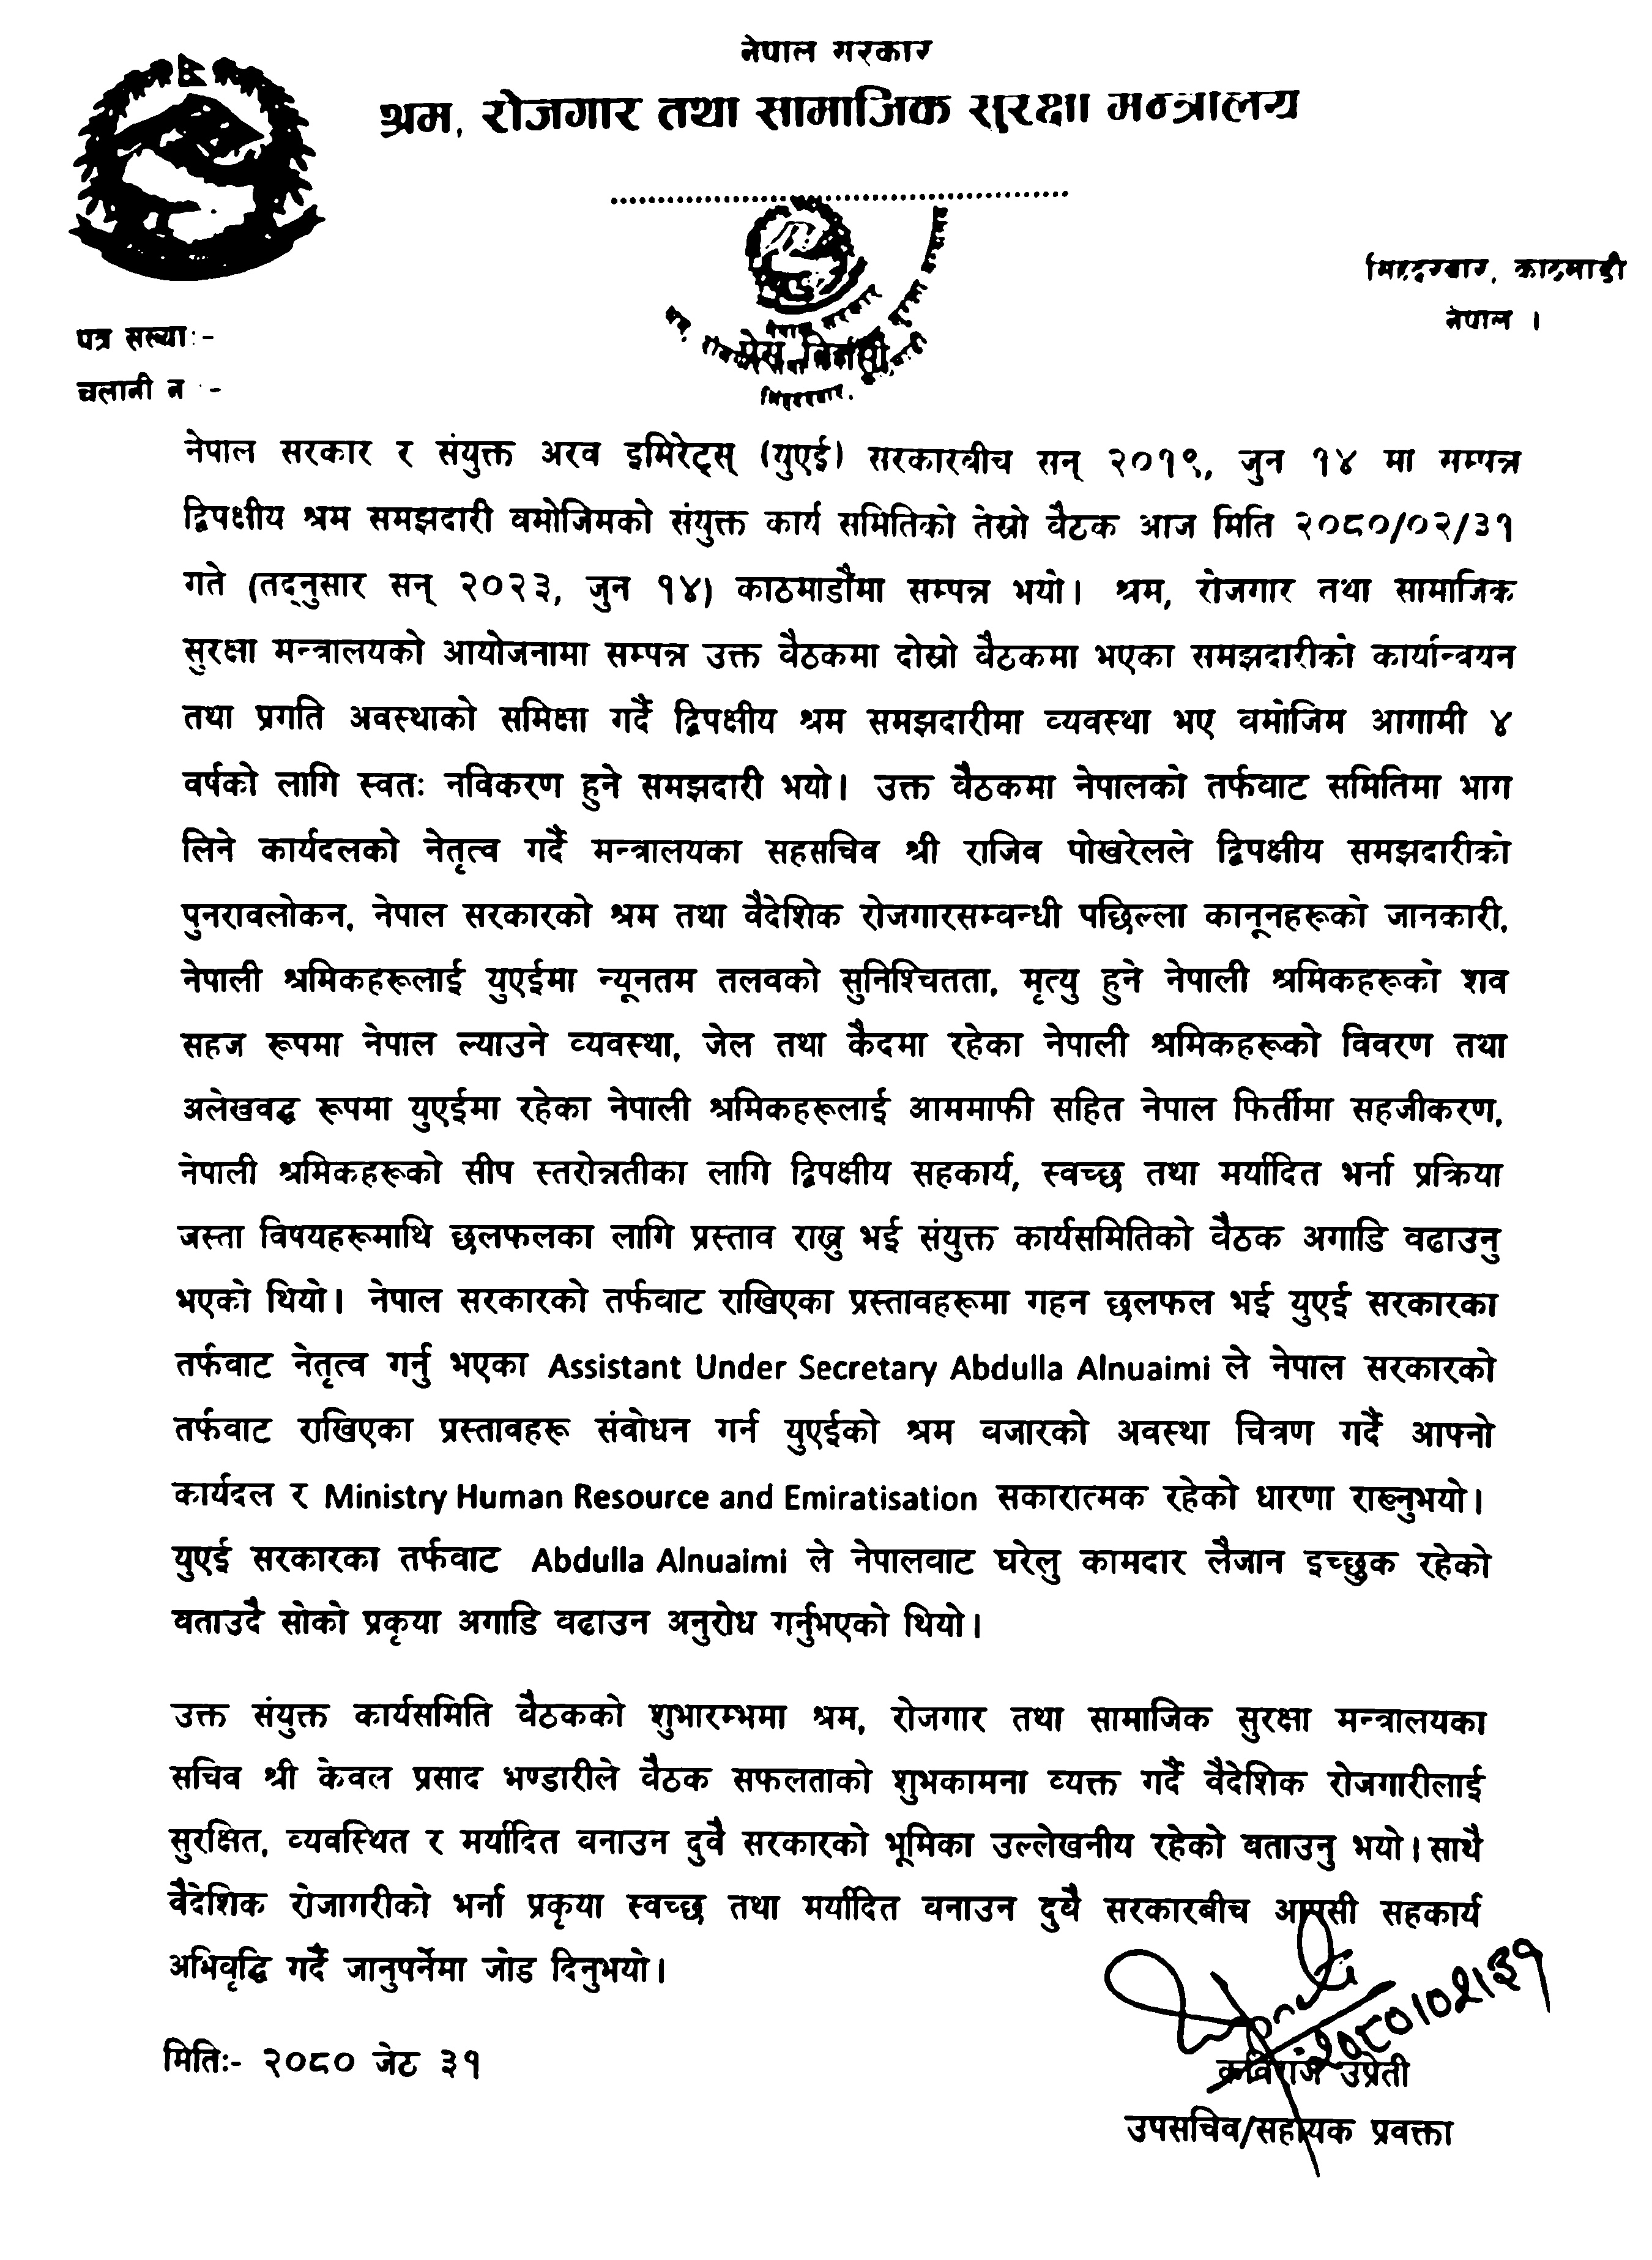 नेपाल सरकार
श्रम, रोजगार तथा सामाजिक सुरक्षा मन्त्रालय
सिंहदरबार, काठमाडौं
नेपाल ।
पत्र संख्या :-
चलानी नं :-
नेपाल सरकार
सिंहदरबार,
प्रेस विज्ञप्ती
नेपाल सरकार र संयुक्त अरव इमिरेट्स् (युएई) सरकारवीच सन् २०१९, जुन १४ मा सम्पन्न
द्विपक्षीय श्रम समझदारी वमोजिमको संयुक्त कार्य समितिको तेस्रो वैठक आज मिति २०८०/०२/३१
गते (तद्नुसार सन् २०२३, जुन १४) काठमाडौंमा सम्पन्न भयो। श्रम, रोजगार तथा सामाजिक
सुरक्षा मन्त्रालयको आयोजनामा सम्पन्न उक्त वैठकमा दोस्रो वैठकमा भएका समझदारीको कार्यान्वयन
तथा प्रगति अवस्थाको समिक्षा गर्दै द्विपक्षीय श्रम समझदारीमा व्यवस्था भए वमोजिम आगामी ४
वर्षको लागि स्वतः नविकरण हुने समझदारी भयो। उक्त वैठकमा नेपालको तर्फवाट समितिमा भाग
लिने कार्यदलको नेतृत्व गर्दै मन्त्रालयका सहसचिव श्री राजिव पोखरेलले द्विपक्षीय समझदारीको
पुनरावलोकन, नेपाल सरकारको श्रम तथा वैदेशिक रोजगारसम्वन्धी पछिल्ला कानूनहरूको जानकारी,
नेपाली श्रमिकहरूलाई युएईमा न्यूनतम तलवको सुनिश्चितता, मृत्यु हुने नेपाली श्रमिकहरूको शव
सहज रूपमा नेपाल ल्याउने व्यवस्था, जेल तथा कैदमा रहेका नेपाली श्रमिकहरूको विवरण तथा
अलेखवद्ध रूपमा युएईमा रहेका नेपाली श्रमिकहरूलाई आममाफी सहित नेपाल फिर्तीमा सहजीकरण,
नेपाली श्रमिकहरूको सीप स्तरोन्नतीका लागि द्विपक्षीय सहकार्य, स्वच्छ तथा मर्यादित भर्ना प्रक्रिया
जस्ता विषयहरूमाथि छलफलका लागि प्रस्ताव राख्नु भई संयुक्त कार्यसमितिको वैठक अगाडि वढाउनु
भएको थियो। नेपाल सरकारको तर्फवाट राखिएका प्रस्तावहरूमा गहन छलफल भई युएई सरकारका
तर्फवाट नेतृत्व गर्नु भएका Assistant Under Secretary Abdulla Alnuaimi ले नेपाल सरकारको
तर्फवाट राखिएका प्रस्तावहरू संवोधन गर्न युएईको श्रम वजारको अवस्था चित्रण गर्दै आफ्नो
कार्यदल र Ministry Human Resource and Emiratisation सकारात्मक रहेको धारणा राख्नुभयो।
युएई सरकारका तर्फवाट Abdulla Alnuaimi ले नेपालवाट घरेलु कामदार लैजान इच्छुक रहेको
वताउदै सोको प्रकृया अगाडि वढाउन अनुरोध गर्नुभएको थियो।
उक्त संयुक्त कार्यसमिति वैठकको शुभारम्भमा श्रम, रोजगार तथा सामाजिक सुरक्षा मन्त्रालयका
सचिव श्री केवल प्रसाद भण्डारीले वैठक सफलताको शुभकामना व्यक्त गर्दै वैदेशिक रोजगारीलाई
सुरक्षित, व्यवस्थित र मर्यादित वनाउन दुवै सरकारको भूमिका उल्लेखनीय रहेको बताउनु भयो। साथै
वैदेशिक रोजागरीको भर्ना प्रकृया स्वच्छ तथा मर्यादित वनाउन दुवै सरकारबीच आपसी सहकार्य
अभिवृद्धि गर्दै जानुपर्नेमा जोड दिनुभयो।
२०८०।०२।३१
मितिः- २०८० जेठ ३१
कविराज उप्रेती
उपसचिव/सहायक प्रवक्ता